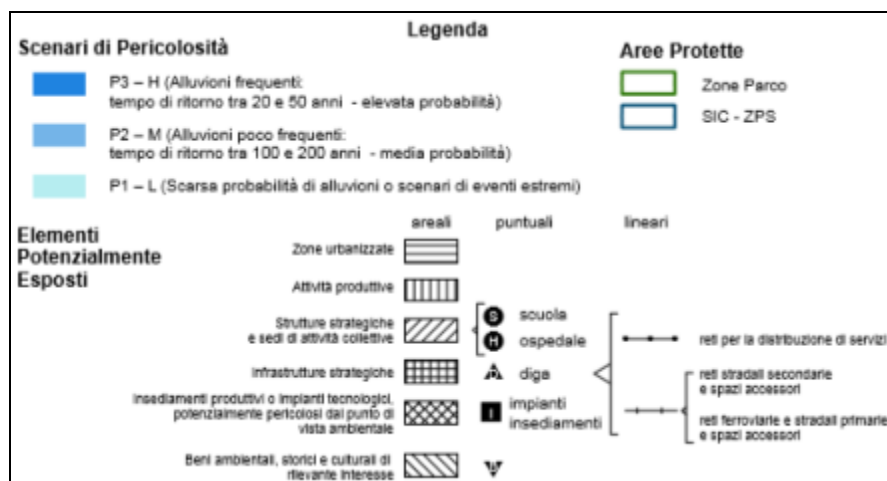 Legenda
Scenari di Pericolosità
P3 – H (Alluvioni frequenti:
tempo di ritorno tra 20 e 50 anni - elevata probabilità)
P2 – M (Alluvioni poco frequenti:
tempo di ritorno tra 100 e 200 anni - media probabilità)
P1 – L (Scarsa probabilità di alluvioni o scenari di eventi estremi)
Aree Protette
Zone Parco
SIC - ZPS
Elementi
Potenzialmente
Esposti
areali
puntuali
lineari
Zone urbanizzate
Attività produttive
Strutture strategiche
e sedi di attività collettive
S scuola
H ospedale
Infrastrutture strategiche
diga
Insediamenti produttivi o impianti tecnologici,
potenzialmente pericolosi dal punto di
vista ambientale
I impianti
insediamenti
Beni ambientali, storici e culturali di
rilevante interesse
reti per la distribuzione di servizi
reti stradali secondarie
e spazi accessori
reti ferroviarie e stradali primarie
e spazi accessori